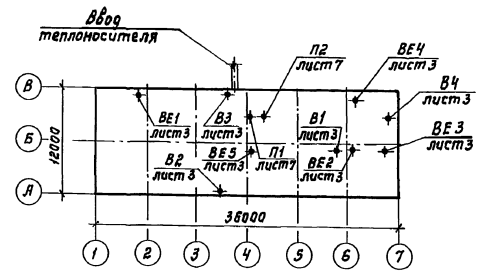 Ввод
теплоносителя
П2
лист 7
ВЕ4
лист 3
В
ВЕ1
лист 3
В3
лист 3
В1
лист 3
В4
лист 3
12000
Б
В2
лист 3
ВЕ5
лист 3
П1
лист 7
ВЕ2
лист 3
ВЕ3
лист 3
А
36000
1
2
3
4
5
6
7